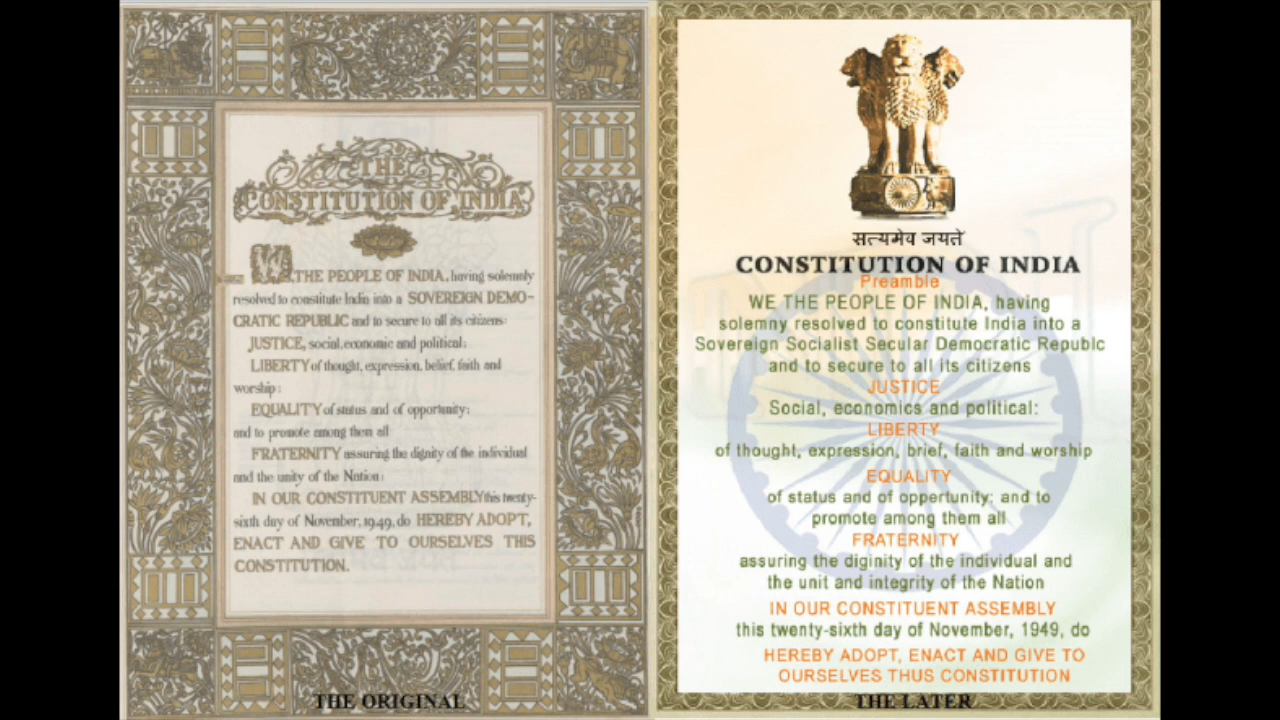 THE
CONSTITUTION OF INDIA
WE, THE PEOPLE OF INDIA, having solemnly
resolved to constitute India into a SOVEREIGN DEMO-
CRATIC REPUBLIC and to secure to all its citizens:
JUSTICE, social, economic and political;
LIBERTY of thought, expression, belief, faith and
worship;
EQUALITY of status and of opportunity;
and to promote among them all
FRATERNITY assuring the dignity of the individual
and the unity of the Nation;
IN OUR CONSTITUENT ASSEMBLY this twenty-
sixth day of November, 1949, do HEREBY ADOPT,
ENACT AND GIVE TO OURSELVES THIS
CONSTITUTION.
THE ORIGINAL
सत्यमेव जयते
CONSTITUTION OF INDIA
Preamble
WE THE PEOPLE OF INDIA, having
solemny resolved to constitute India into a
Sovereign Socialist Secular Democratic Republc
and to secure to all its citizens
JUSTICE
Social, economics and political:
LIBERTY
of thought, expression, brief, faith and worship
EQUALITY
of status and of oppertunity: and to
promote among them all
FRATERNITY
assuring the diginity of the individual and
the unit and integrity of the Nation
IN OUR CONSTITUENT ASSEMBLY
this twenty-sixth day of November, 1949, do
HEREBY ADOPT, ENACT AND GIVE TO
OURSELVES THUS CONSTITUTION
THE LATER